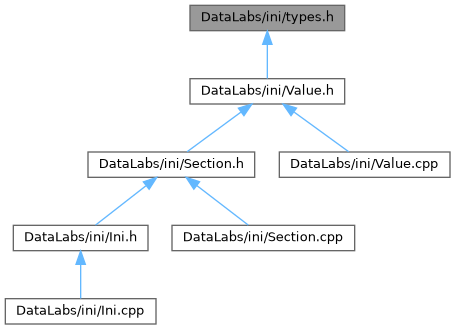 DataLabs/ini/types.h
DataLabs/ini/Value.h
DataLabs/ini/Section.h
DataLabs/ini/Value.cpp
DataLabs/ini/Ini.h
DataLabs/ini/Section.cpp
DataLabs/ini/Ini.cpp